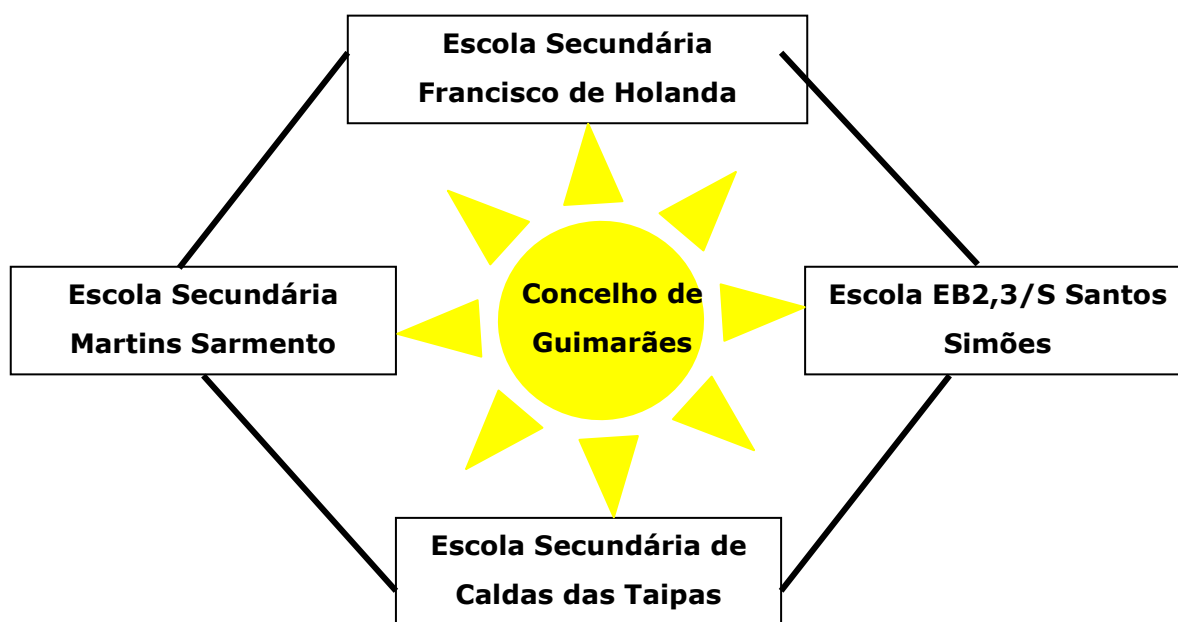 Escola Secundária
Francisco de Holanda
Escola Secundária
Martins Sarmento
Concelho de
Guimarães
Escola EB2,3/S Santos
Simões
Escola Secundária de
Caldas das Taipas